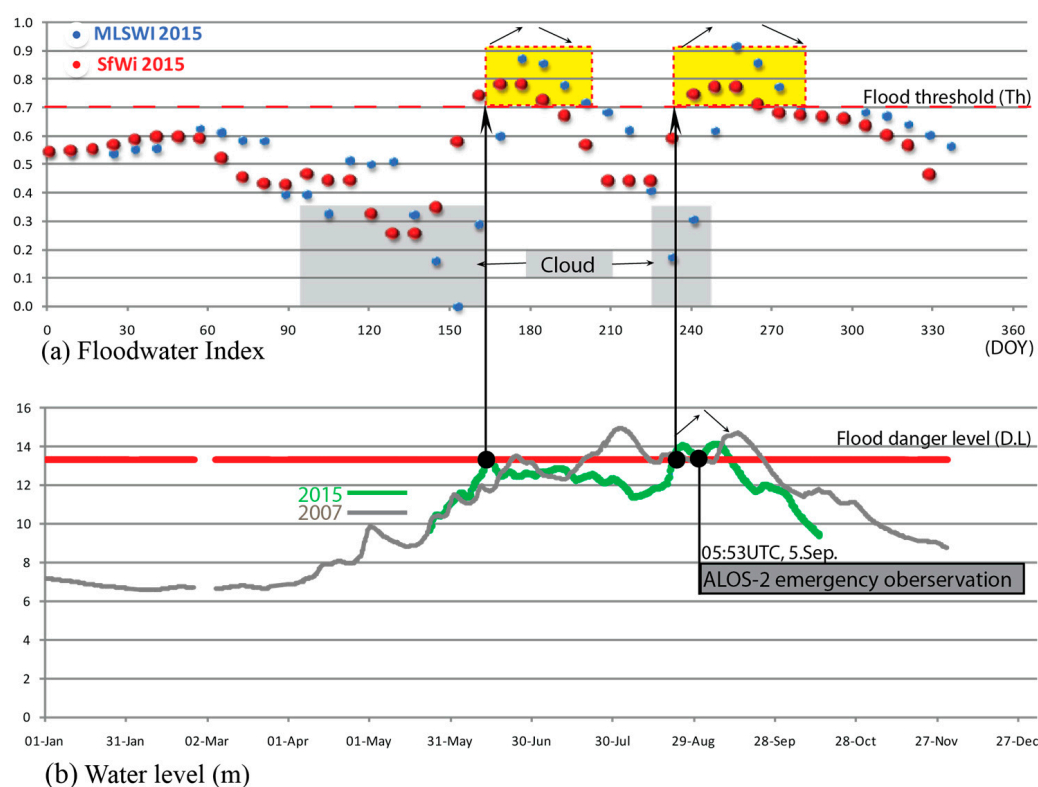 1.0
MLSWI 2015
0.9
0.8
SfWi 2015
0.7
Flood threshold (Th)
0.6
0.5
0.4
0.3
0.2
Cloud
0.1
0.0
0 30 60 90 120 150 180 210 240 270 300 330 360
(a) Floodwater Index
(DOY)
16
14
Flood danger level (D.L)
12
2015
2007
10
05:53UTC, 5.Sep.
8
ALOS-2 emergency oberservation
6
4
2
0
01-Jan 31-Jan 02-Mar 01-Apr 01-May 31-May 30-Jun 30-Jul 29-Aug 28-Sep 28-Oct 27-Nov 27-Dec
(b) Water level (m)